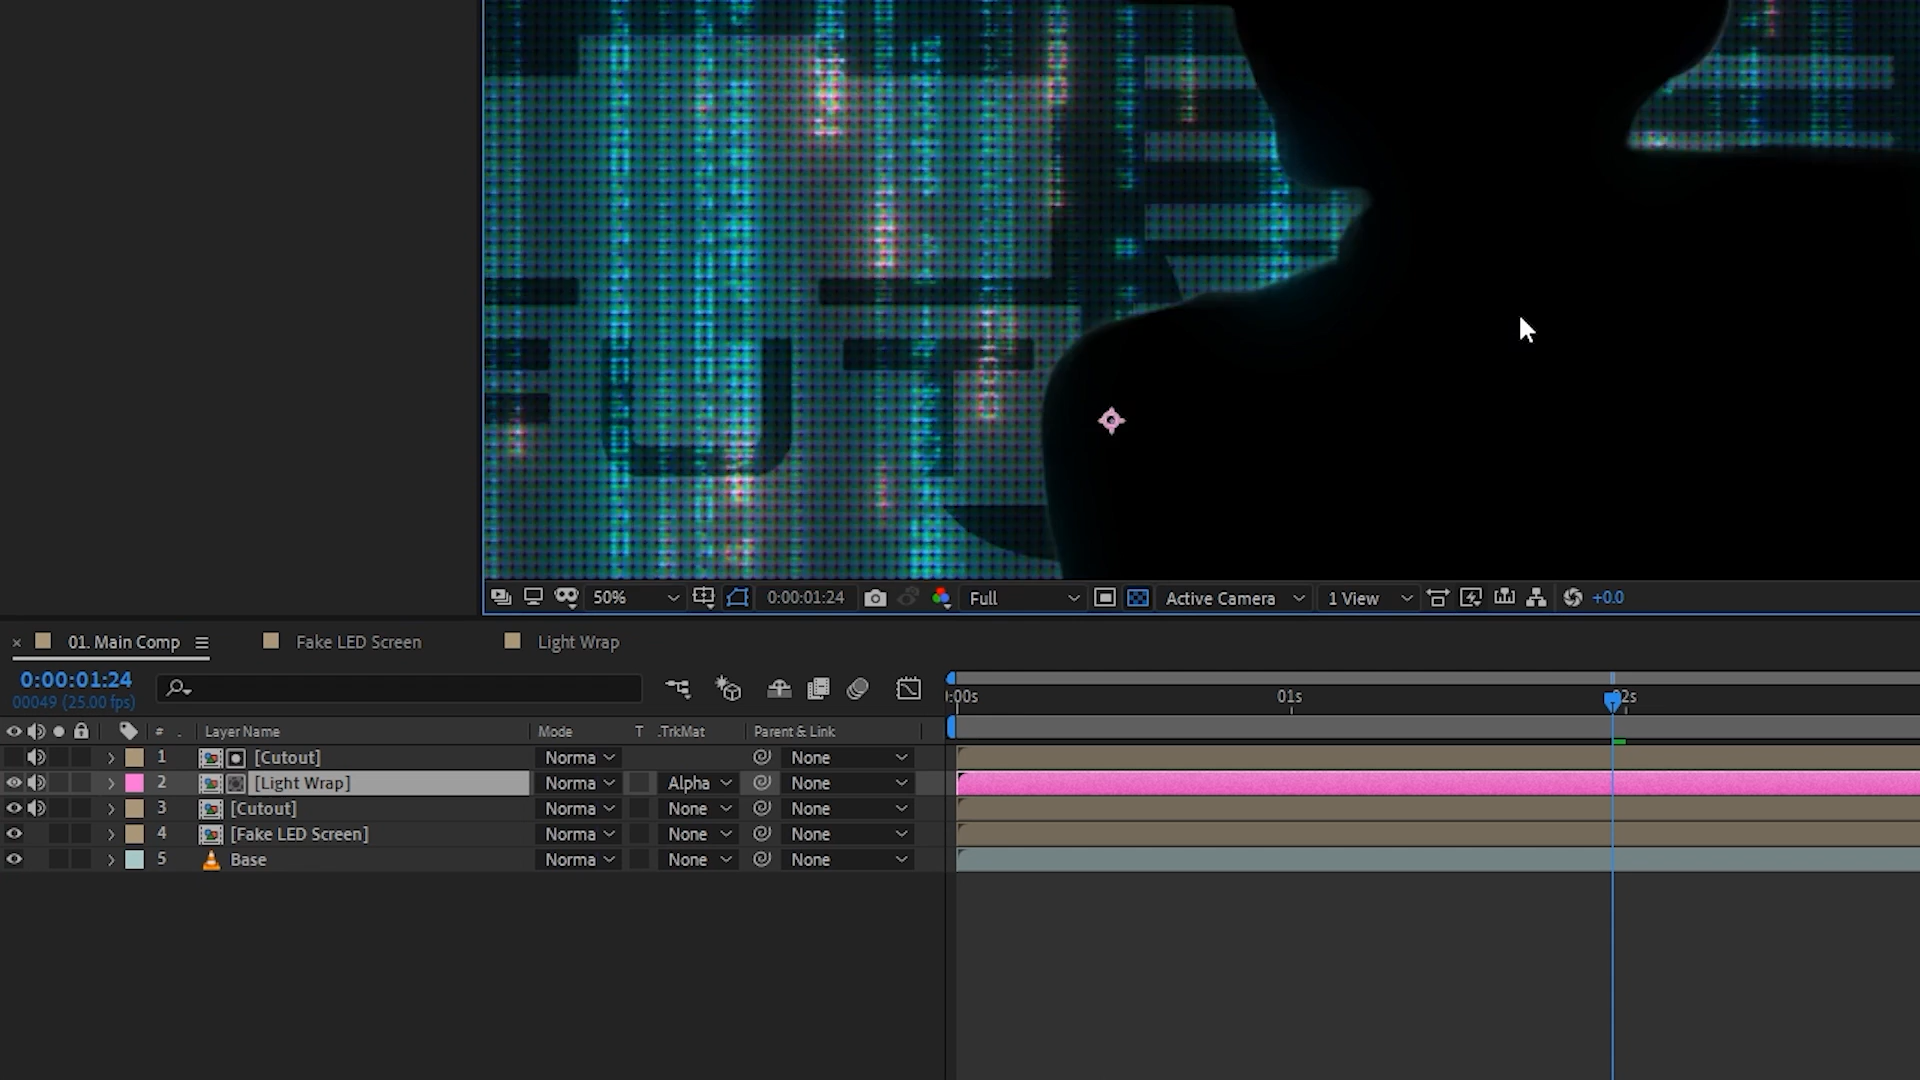 50% 0:00:01:24 Full Active Camera 1 View +0.0
× 01. Main Comp Fake LED Screen Light Wrap
0:00:01:24
00049 (25.00 fps)
:00s 01s 02s
# . Layer Name Mode T .TrkMat Parent & Link
1 [Cutout] Norma None
2 [Light Wrap] Norma Alpha None
3 [Cutout] Norma None None
4 [Fake LED Screen] Norma None None
5 Base Norma None None